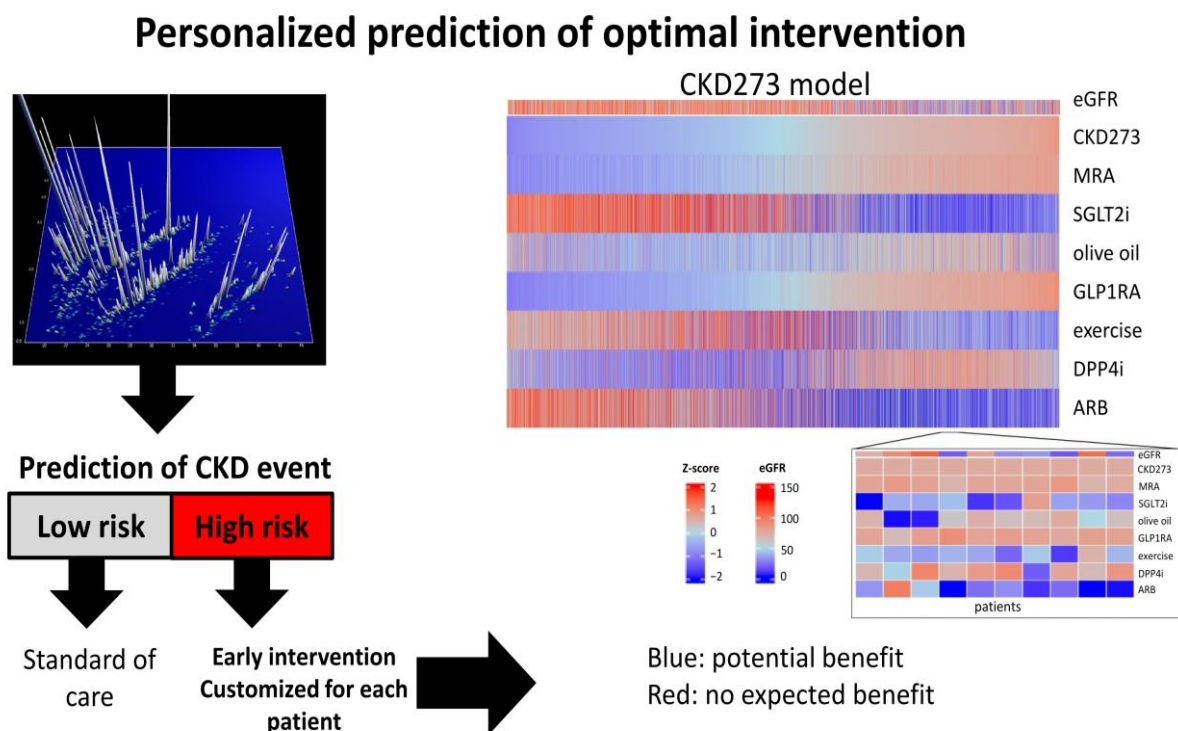 Personalized prediction of optimal intervention
CKD273 model
eGFR
CKD273
MRA
SGLT2i
olive oil
GLP1RA
exercise
DPP4i
ARB
Prediction of CKD event
Low risk
High risk
Standard of
care
Early intervention
Customized for each
patient
Z-score
2
1
0
-1
-2
eGFR
150
100
50
0
eGFR
CKD273
MRA
SGLT2i
olive oil
GLP1RA
exercise
DPP4i
ARB
patients
Blue: potential benefit
Red: no expected benefit